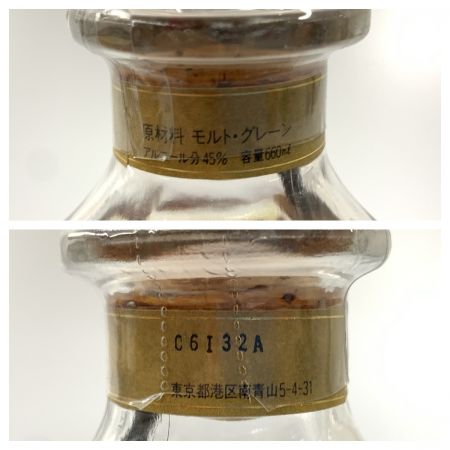 原材料 モルト・グレーン
アルコール分45% 容量660ml
C6I32A
東京都港区南青山5-4-31